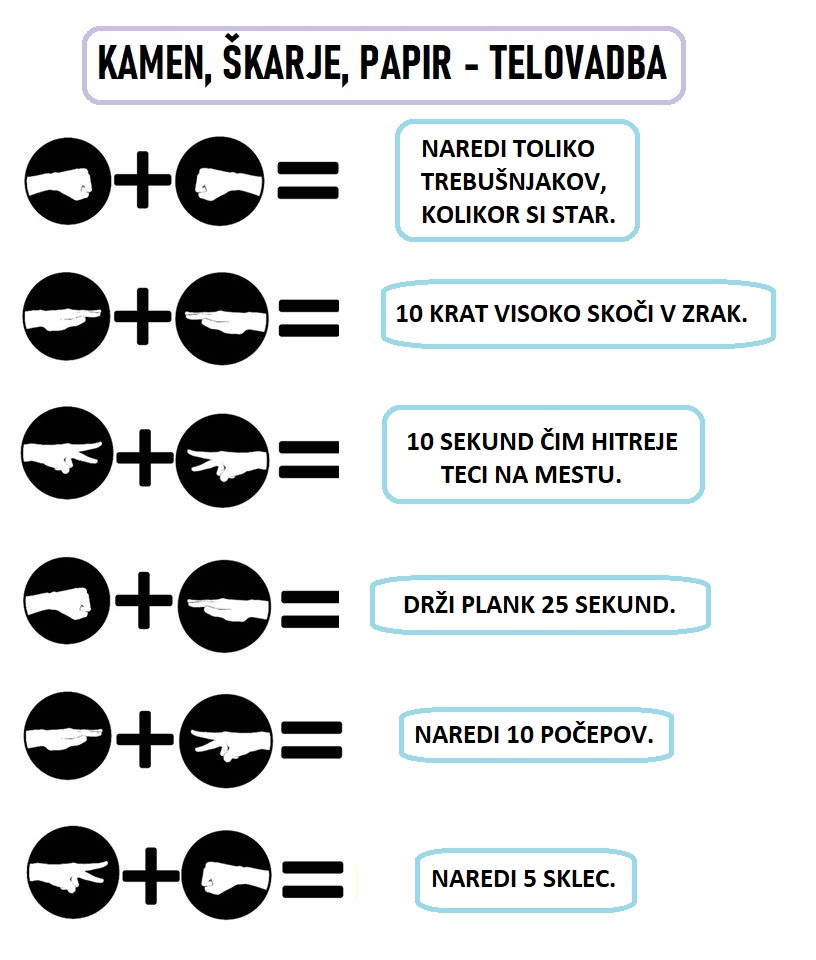 KAMEN, ŠKARJE, PAPIR - TELOVADBA
NAREDI TOLIKO
TREBUŠNJAKOV,
KOLIKOR SI STAR.
10 KRAT VISOKO SKOČI V ZRAK.
10 SEKUND ČIM HITREJE
TECI NA MESTU.
DRŽI PLANK 25 SEKUND.
NAREDI 10 POČEPOV.
NAREDI 5 SKLEC.